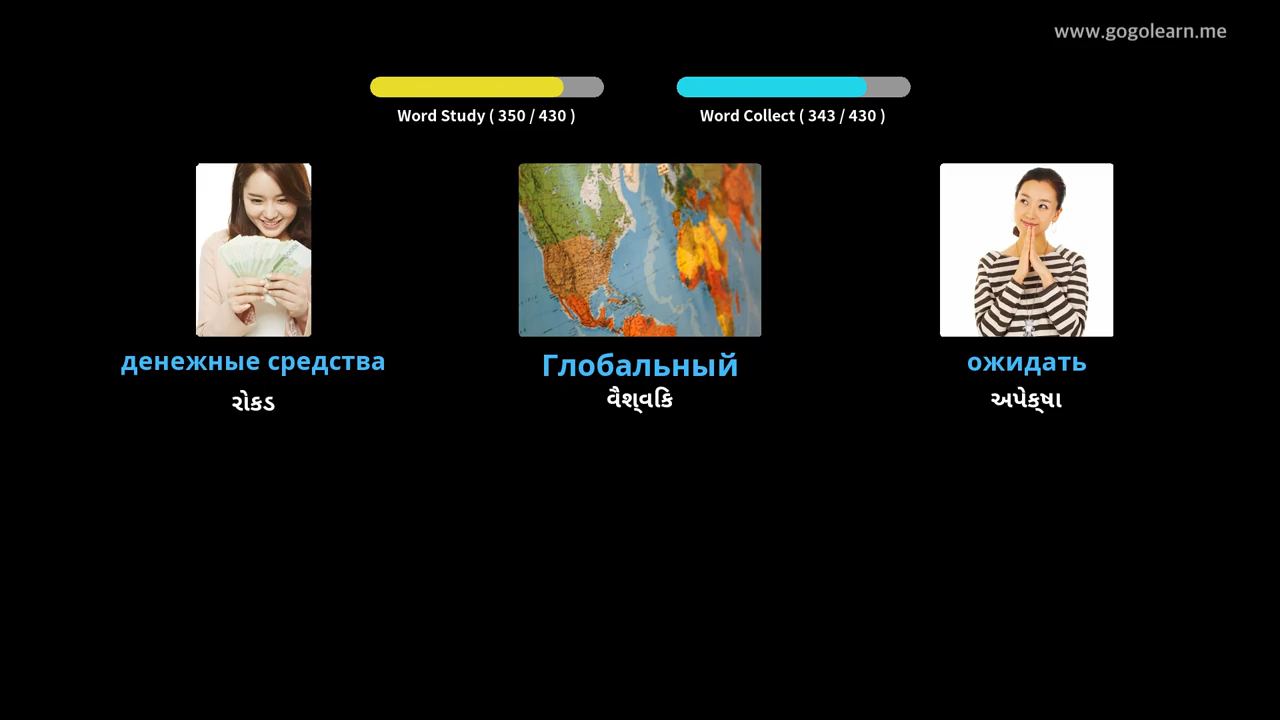 www.gogolearn.me
Word Study ( 350 / 430 )
Word Collect ( 343 / 430 )
денежные средства
Глобальный
ожидать
રોકડ
વૈશ્વકિ
અપેક્ષા